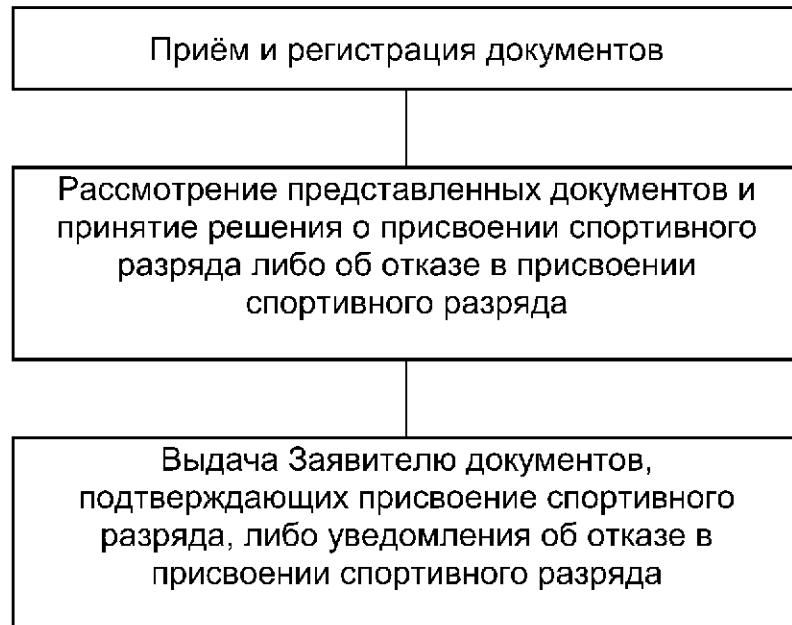 Приём и регистрация документов
Рассмотрение представленных документов и
принятие решения о присвоении спортивного
разряда либо об отказе в присвоении
спортивного разряда
Выдача Заявителю документов,
подтверждающих присвоение спортивного
разряда, либо уведомления об отказе в
присвоении спортивного разряда